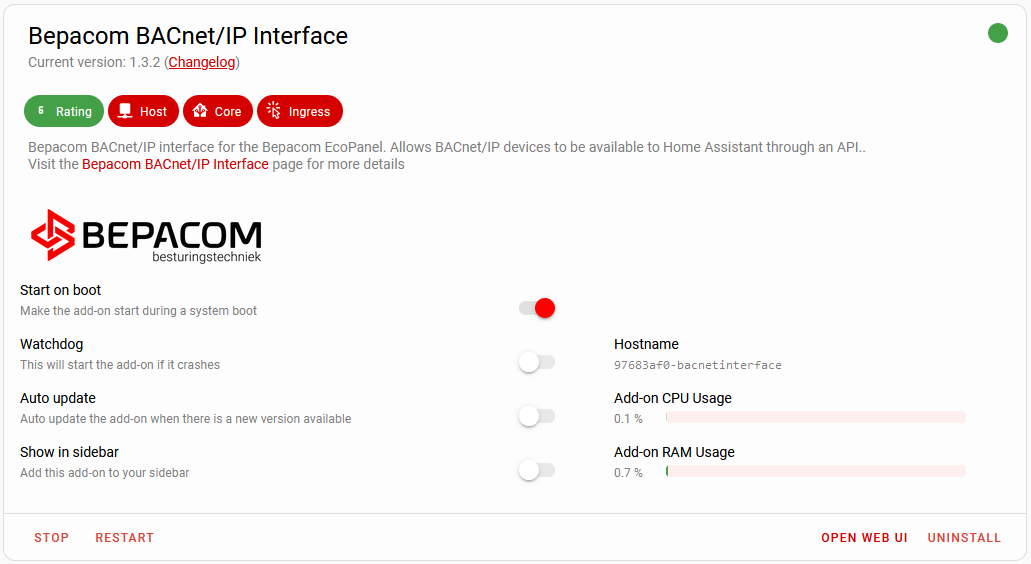 Bepacom BACnet/IP Interface
Current version: 1.3.2 (Changelog)
6 Rating Host Core Ingress
Bepacom BACnet/IP interface for the Bepacom EcoPanel. Allows BACnet/IP devices to be available to Home Assistant through an API..
Visit the Bepacom BACnet/IP Interface page for more details
BEPACOM
besturingstechniek
Start on boot
Make the add-on start during a system boot
Watchdog
This will start the add-on if it crashes
Hostname
97683af0-bacnetinterface
Auto update
Auto update the add-on when there is a new version available
Add-on CPU Usage
0.1 %
Show in sidebar
Add this add-on to your sidebar
Add-on RAM Usage
0.7 %
STOP RESTART OPEN WEB UI UNINSTALL